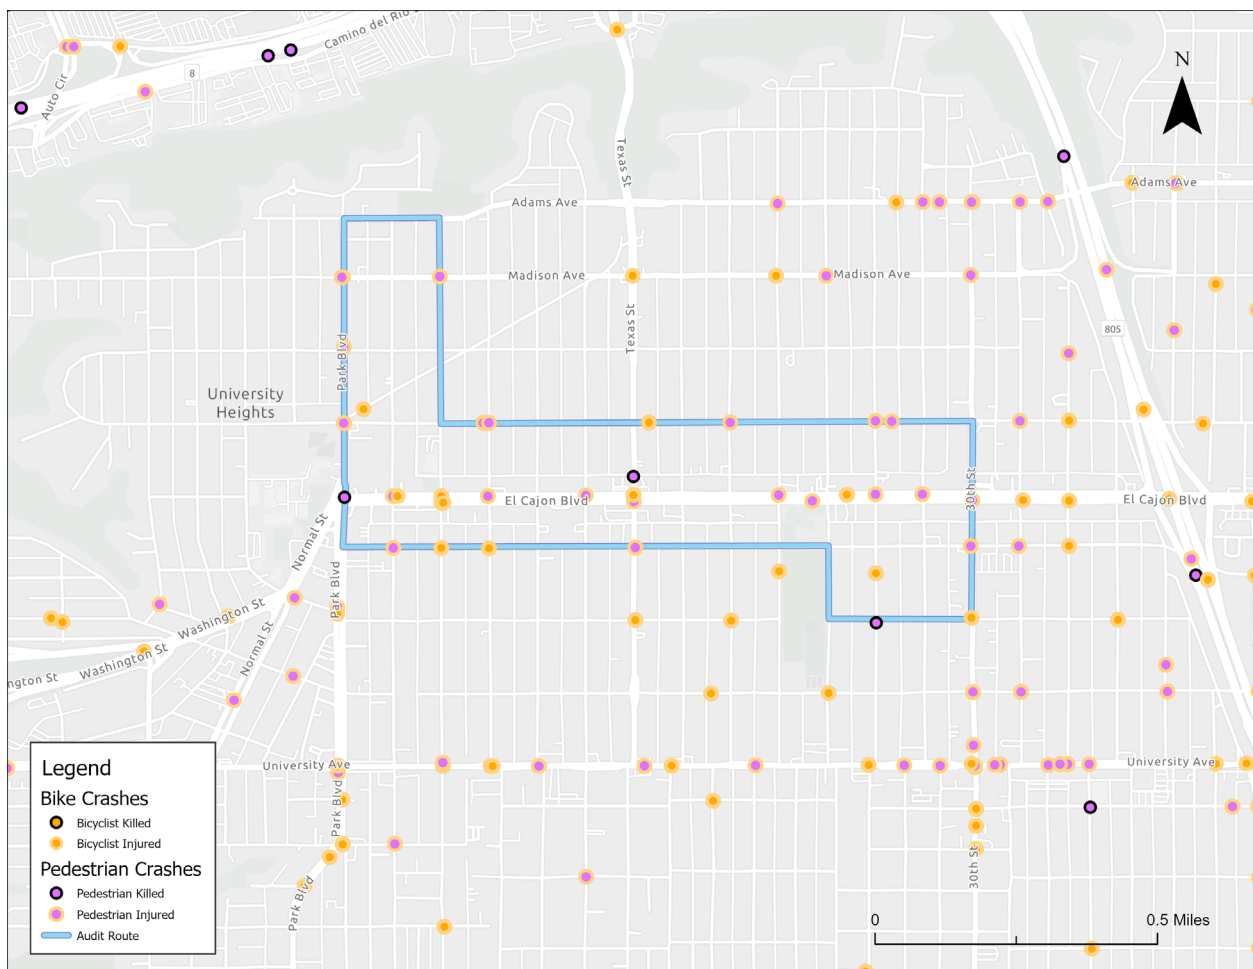 Camino del Rio
8
Auto Cir
N
Texas St
Adams Ave
Adams Ave
Madison Ave
Madison Ave
Texas St
805
Park Blvd
University
Heights
30th St
El Cajon Blvd
El Cajon Blvd
Normal St
Park Blvd
Washington St
Normal St
Washington St
ngton St
University Ave
University Ave
Park Blvd
30th St
Park Blvd
Legend
Bike Crashes
Bicyclist Killed
Bicyclist Injured
Pedestrian Crashes
Pedestrian Killed
Pedestrian Injured
Audit Route
0
0.5 Miles